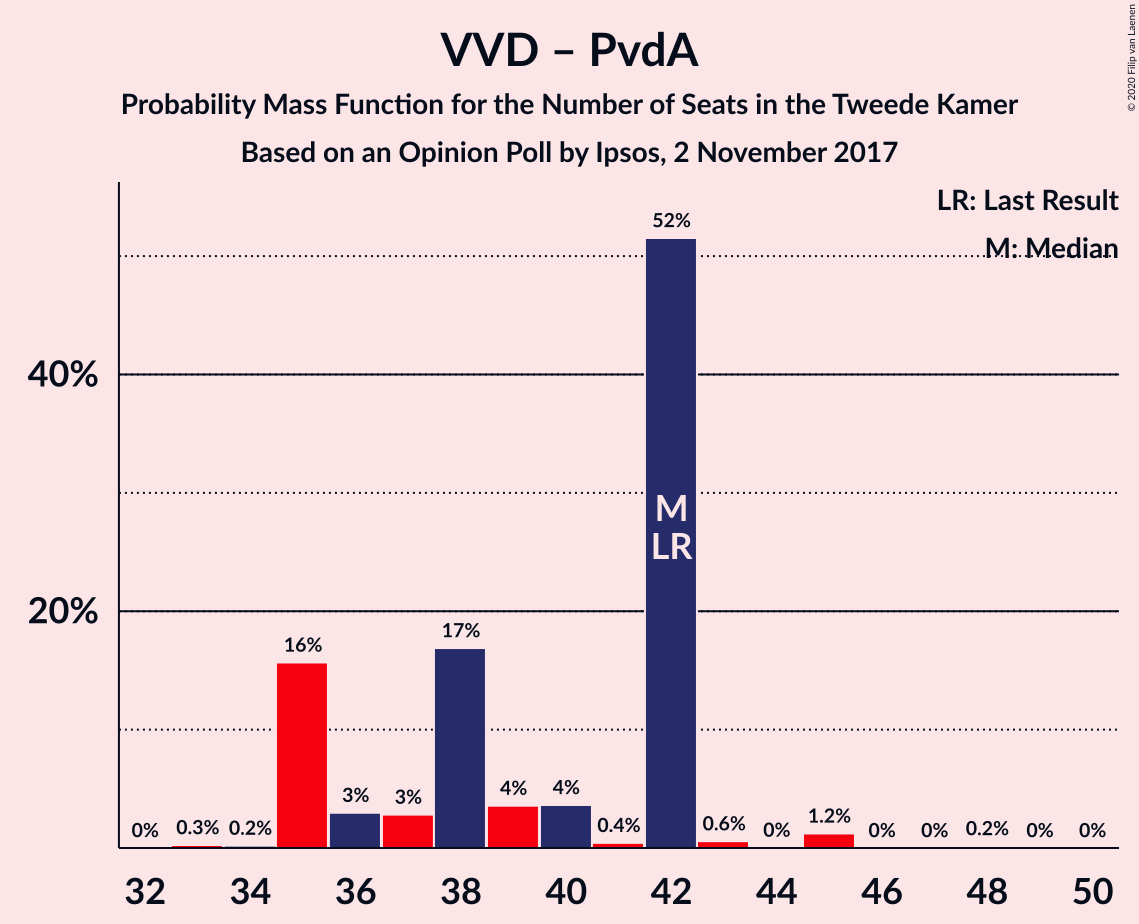 VVD – PvdA
Probability Mass Function for the Number of Seats in the Tweede Kamer
Based on an Opinion Poll by Ipsos, 2 November 2017
© 2020 Filip van Laenen
LR: Last Result
M: Median
40%
20%
0%
0.3%
0.2%
16%
3%
3%
17%
4%
4%
0.4%
52%
0.6%
0%
1.2%
0%
0%
0.2%
0%
0%
M
LR
32 34 36 38 40 42 44 46 48 50